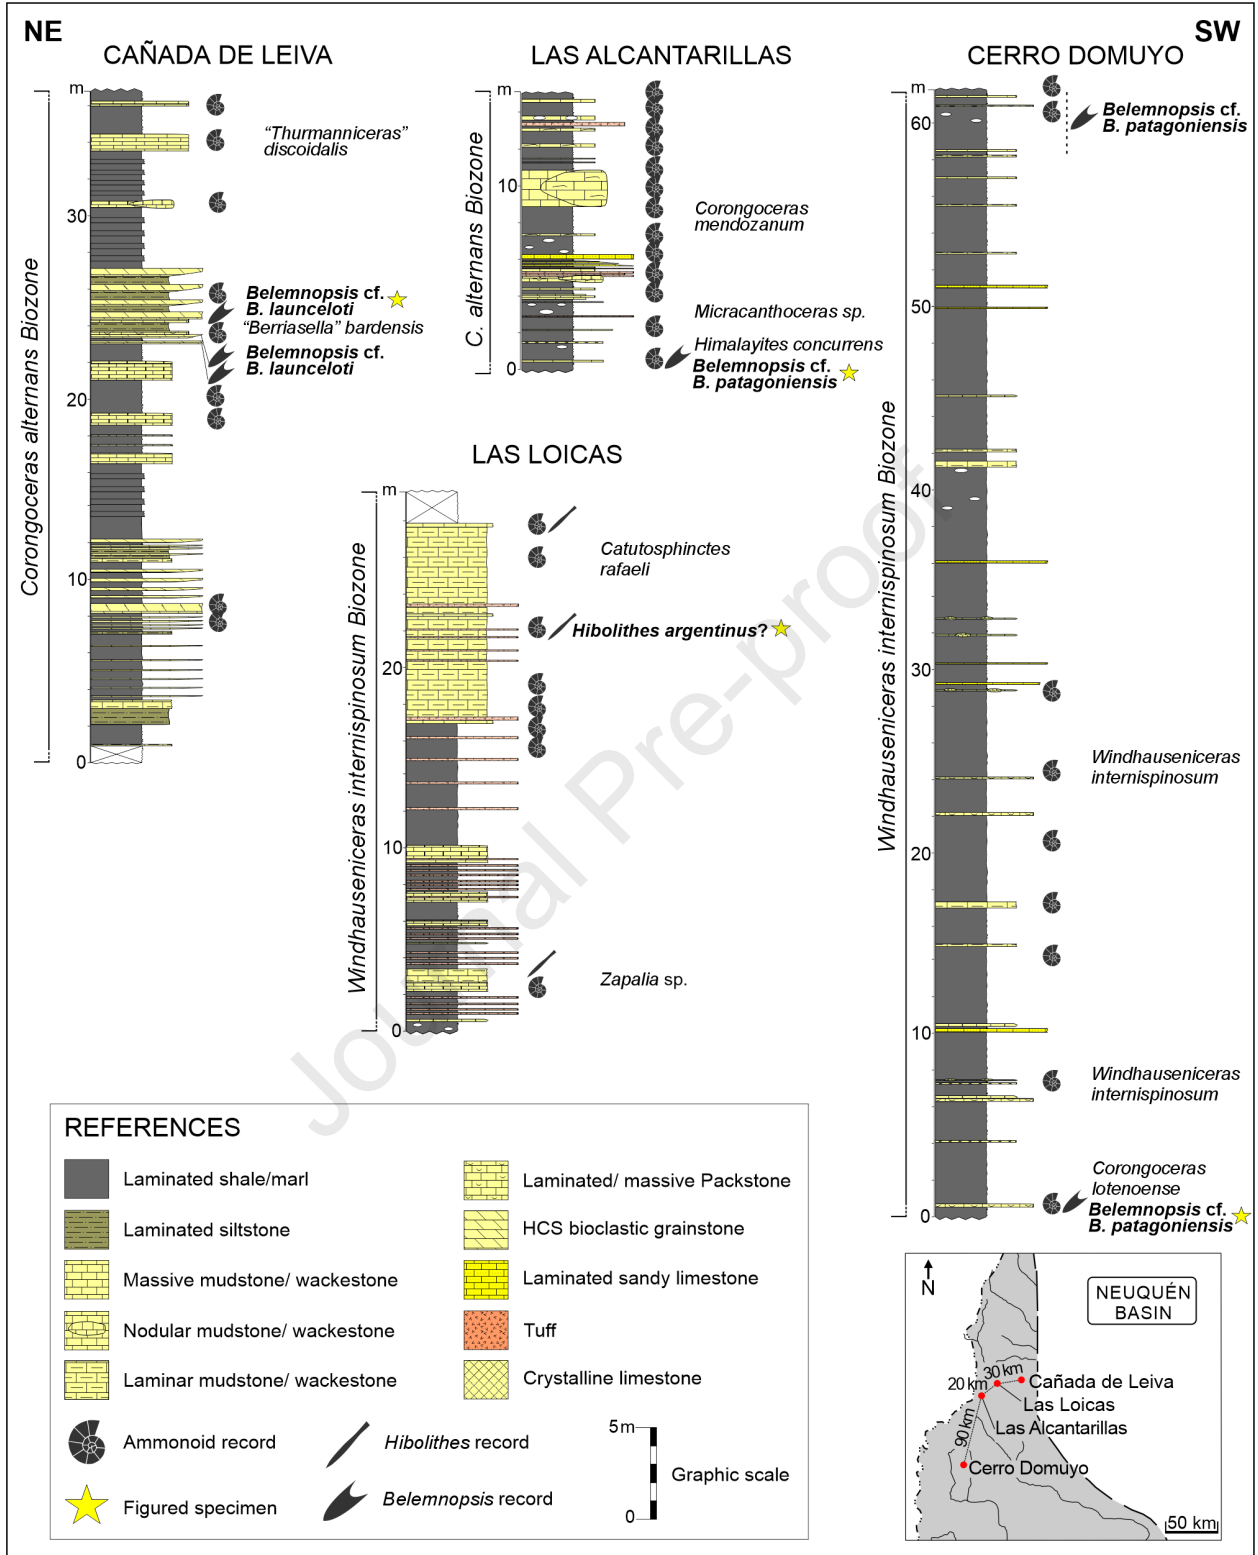 NE
SW
CAÑADA DE LEIVA
m
30
20
10
0
Corongoceras alternans Biozone
“Thurmanniceras”
discoidalis
Belemnopsis cf.
B. launceloti
“Berriasella” bardensis
Belemnopsis cf.
B. launceloti
LAS ALCANTARILLAS
m
10
0
C. alternans Biozone
Corongoceras
mendozanum
Micracanthoceras sp.
Himalayites concurrens
Belemnopsis cf.
B. patagoniensis
LAS LOICAS
m
20
10
0
Windhauseniceras internispinosum Biozone
Catutosphinctes
rafaeli
Hibolithes argentinus?
Zapalia sp.
CERRO DOMUYO
m
60
50
40
30
20
10
0
Windhauseniceras internispinosum Biozone
Belemnopsis cf.
B. patagoniensis
Windhauseniceras
internispinosum
Windhauseniceras
internispinosum
Corongoceras
lotenoense
Belemnopsis cf.
B. patagoniensis
Journal Pre-proof
REFERENCES
Laminated shale/marl
Laminated siltstone
Massive mudstone/ wackestone
Nodular mudstone/ wackestone
Laminar mudstone/ wackestone
Ammonoid record
Figured specimen
Laminated/ massive Packstone
HCS bioclastic grainstone
Laminated sandy limestone
Tuff
Crystalline limestone
Hibolithes record
Belemnopsis record
5m
0
Graphic scale
N
NEUQUÉN
BASIN
30 km
20 km
90 km
Cañada de Leiva
Las Loicas
Las Alcantarillas
Cerro Domuyo
50 km